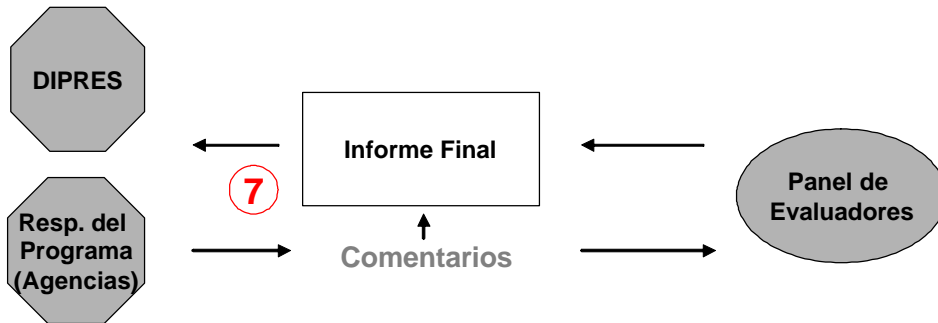 DIPRES
Informe Final
7
Panel de
Evaluadores
Resp. del
Programa
(Agencias)
Comentarios